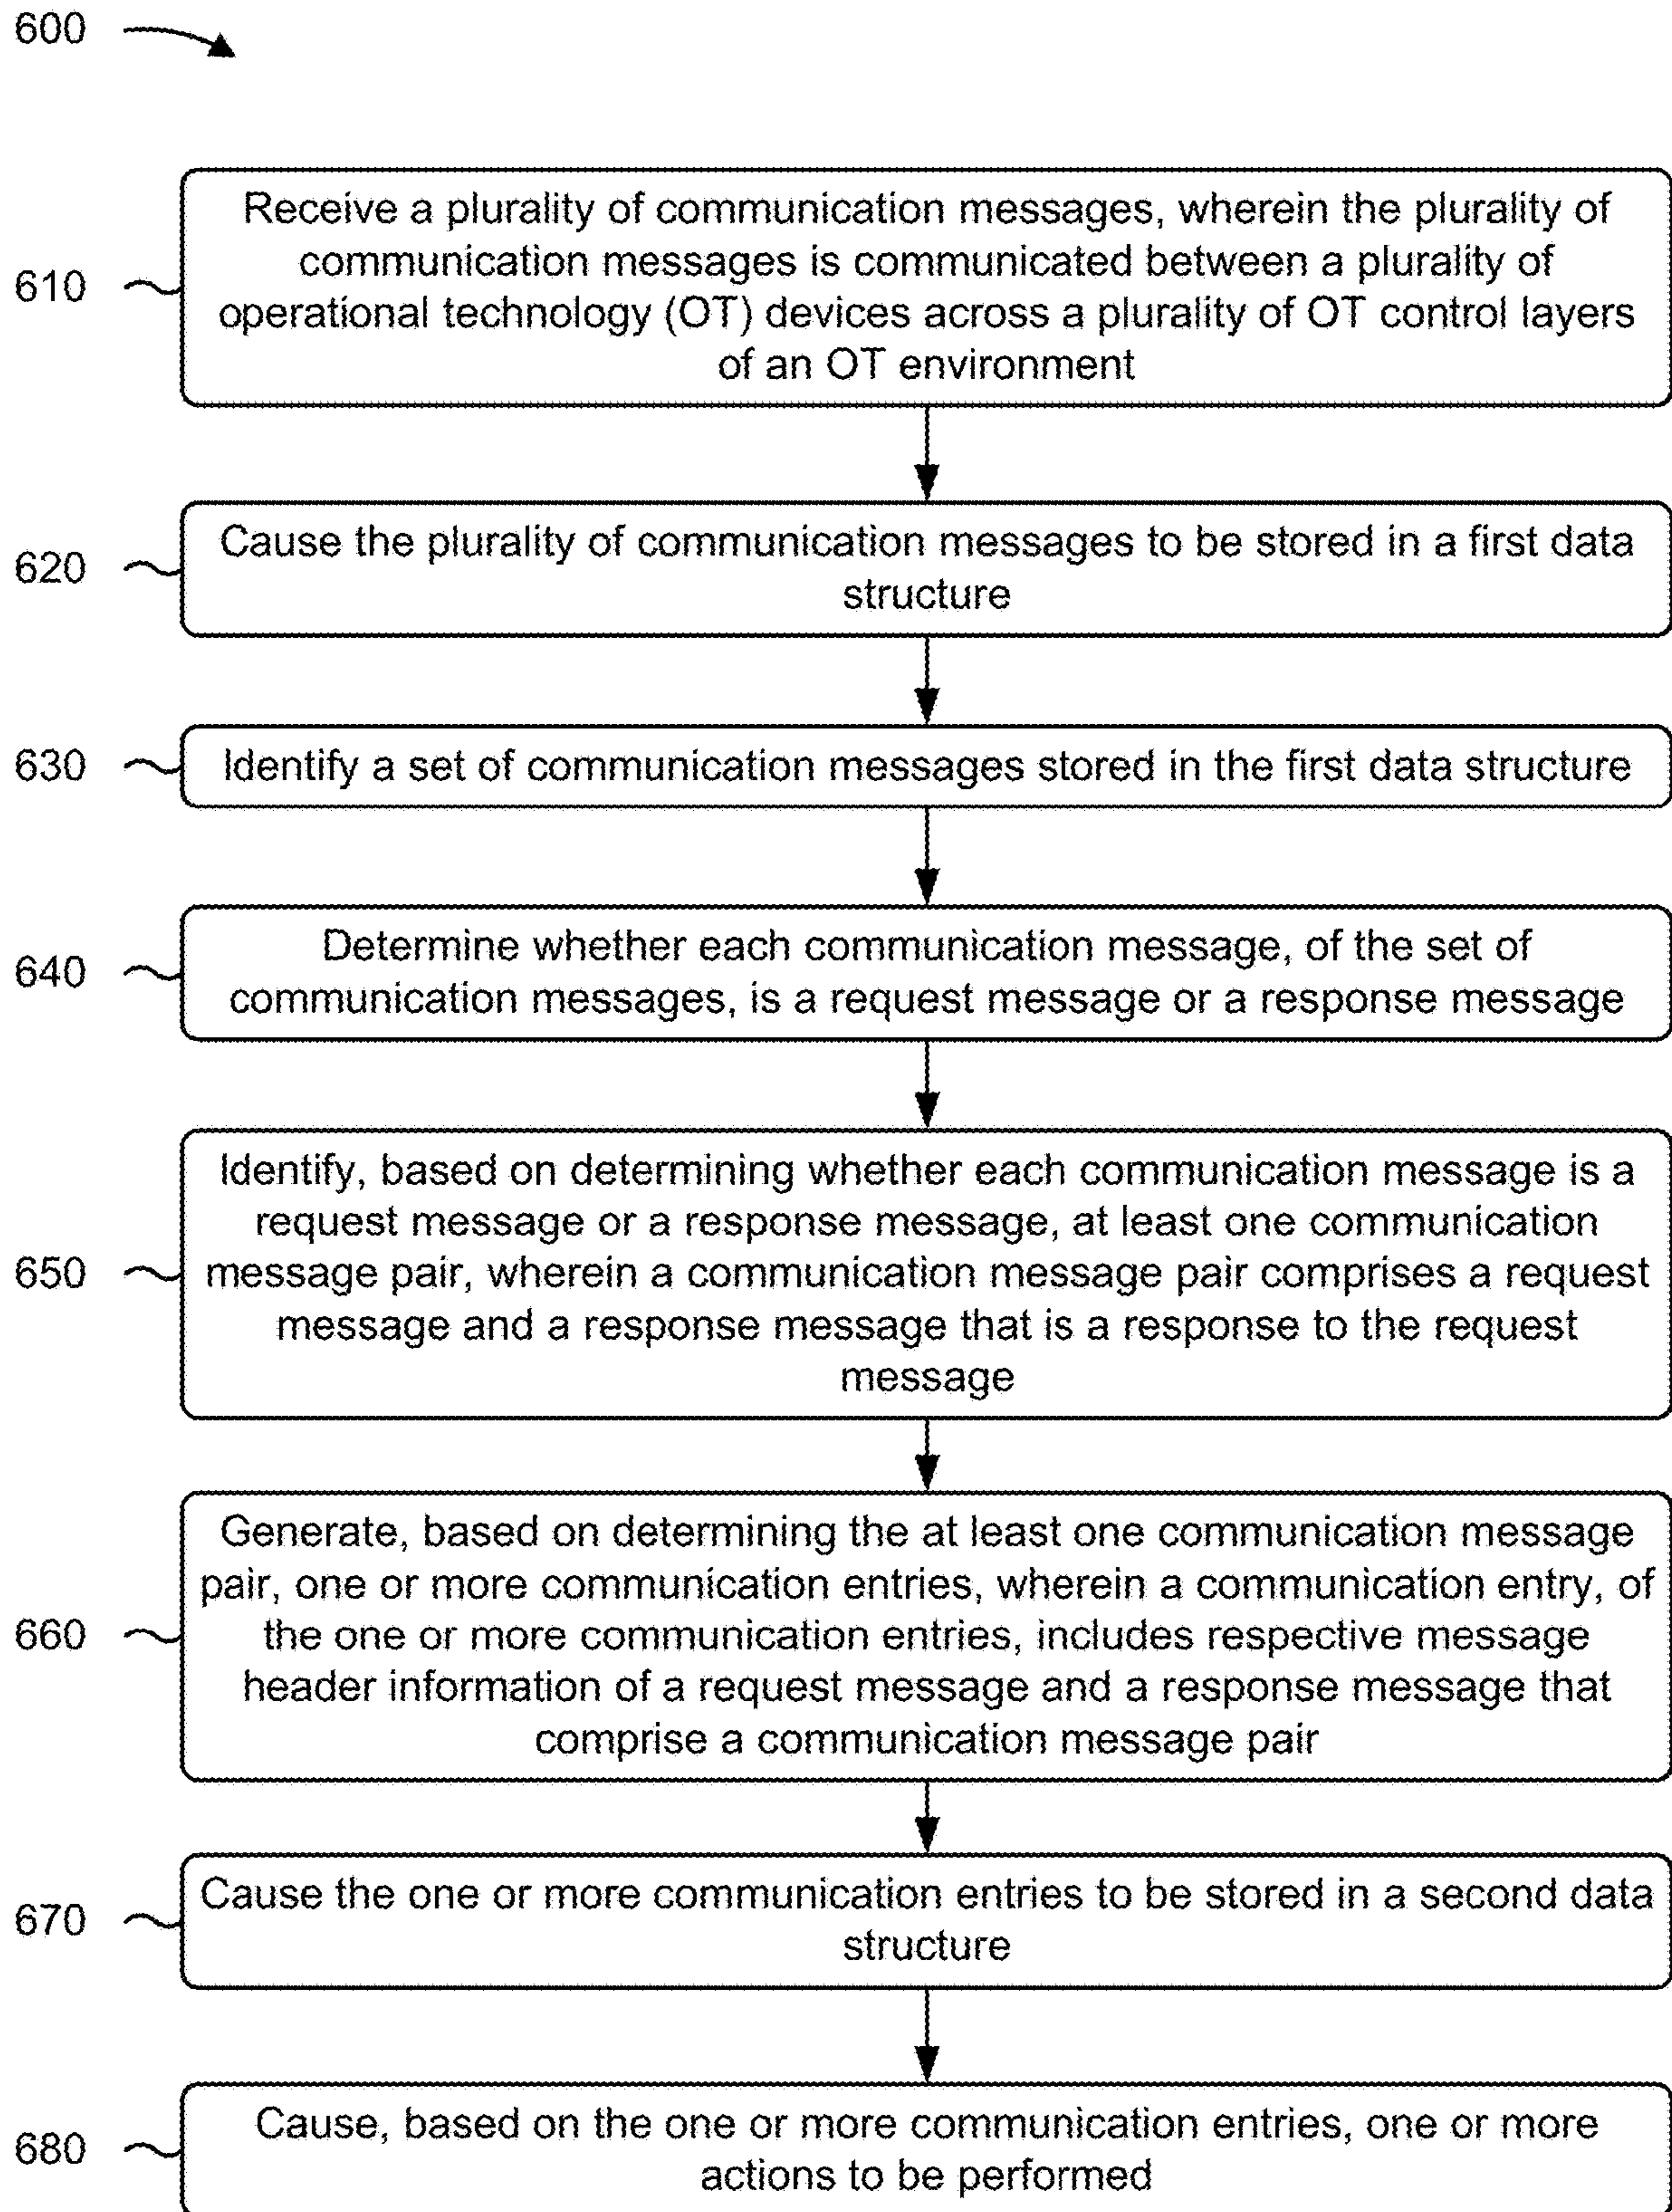 600
610
Receive a plurality of communication messages, wherein the plurality of
communication messages is communicated between a plurality of
operational technology (OT) devices across a plurality of OT control layers
of an OT environment
620
Cause the plurality of communication messages to be stored in a first data
structure
630
Identify a set of communication messages stored in the first data structure
640
Determine whether each communication message, of the set of
communication messages, is a request message or a response message
650
Identify, based on determining whether each communication message is a
request message or a response message, at least one communication
message pair, wherein a communication message pair comprises a request
message and a response message that is a response to the request
message
660
Generate, based on determining the at least one communication message
pair, one or more communication entries, wherein a communication entry, of
the one or more communication entries, includes respective message
header information of a request message and a response message that
comprise a communication message pair
670
Cause the one or more communication entries to be stored in a second data
structure
680
Cause, based on the one or more communication entries, one or more
actions to be performed